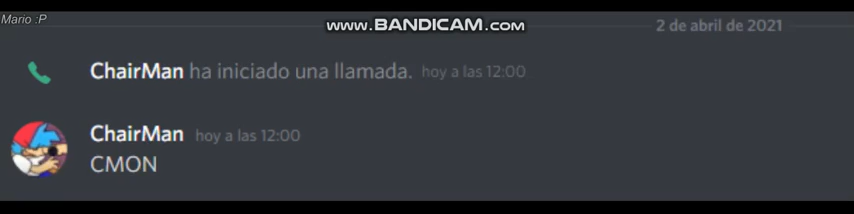 Mario :P
www.BANDICAM.com
2 de abril de 2021
ChairMan ha iniciado una llamada. hoy a las 12:00
ChairMan hoy a las 12:00
CMON